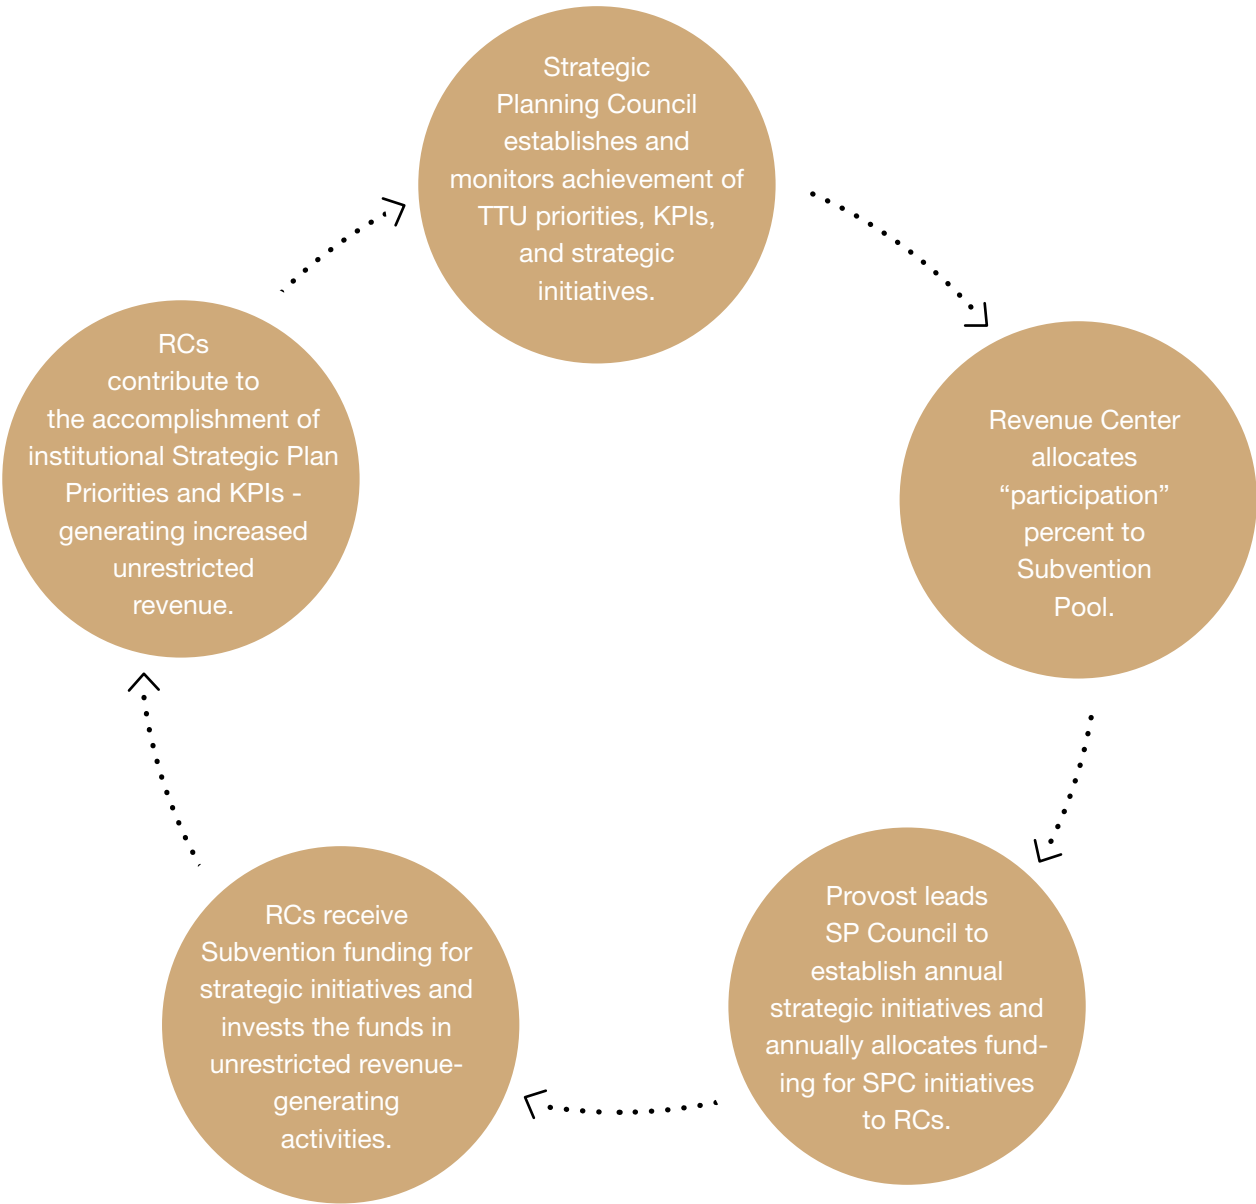 Strategic
Planning Council
establishes and
monitors achievement of
TTU priorities, KPIs,
and strategic
initiatives.
Revenue Center
allocates
“participation”
percent to
Subvention
Pool.
Provost leads
SP Council to
establish annual
strategic initiatives and
annually allocates fund-
ing for SPC initiatives
to RCs.
RCs receive
Subvention funding for
strategic initiatives and
invests the funds in
unrestricted revenue-
generating
activities.
RCs
contribute to
the accomplishment of
institutional Strategic Plan
Priorities and KPIs -
generating increased
unrestricted
revenue.